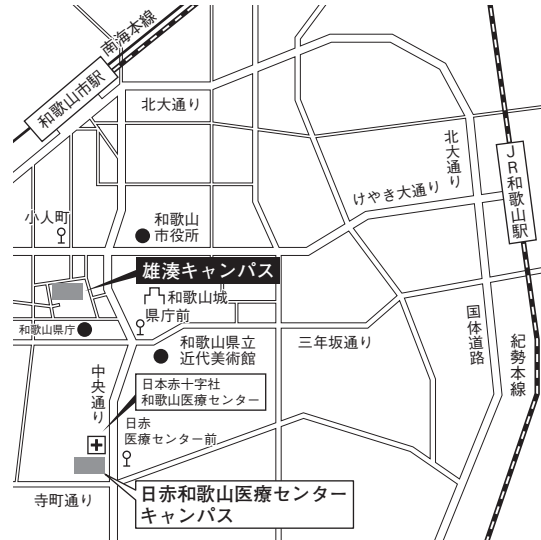 南海本線
和歌山市駅
北大通り
北大通り
JR和歌山駅
けやき大通り
小人町
和歌山
市役所
雄湊キャンパス
和歌山城
県庁前
和歌山県庁
和歌山県立
近代美術館
三年坂通り
国体道路
紀勢本線
中央通り
日本赤十字社
和歌山医療センター
日赤
医療センター前
寺町通り
日赤和歌山医療センター
キャンパス